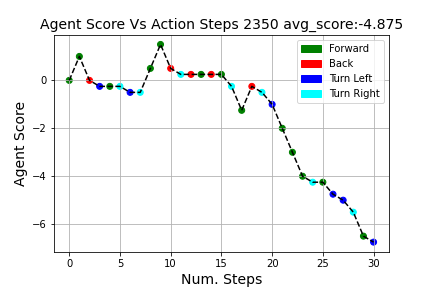 Agent Score Vs Action Steps 2350 avg_score:-4.875
Forward
Back
Turn Left
Turn Right
Agent Score
0
−2
−4
−6
0 5 10 15 20 25 30
Num. Steps